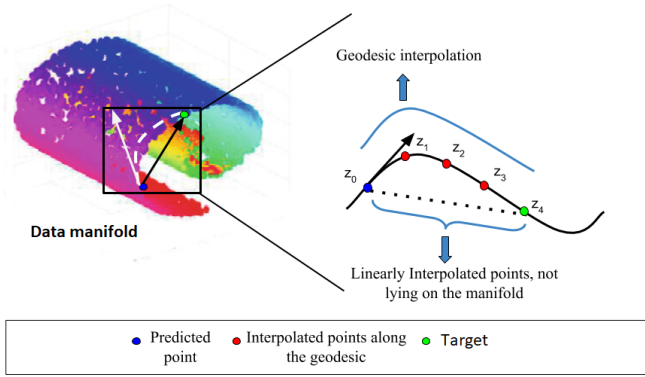 Geodesic interpolation
z1
z2
z0
z3
z4
Data manifold
Linearly Interpolated points, not
lying on the manifold
Predicted
point
Interpolated points along
the geodesic
Target